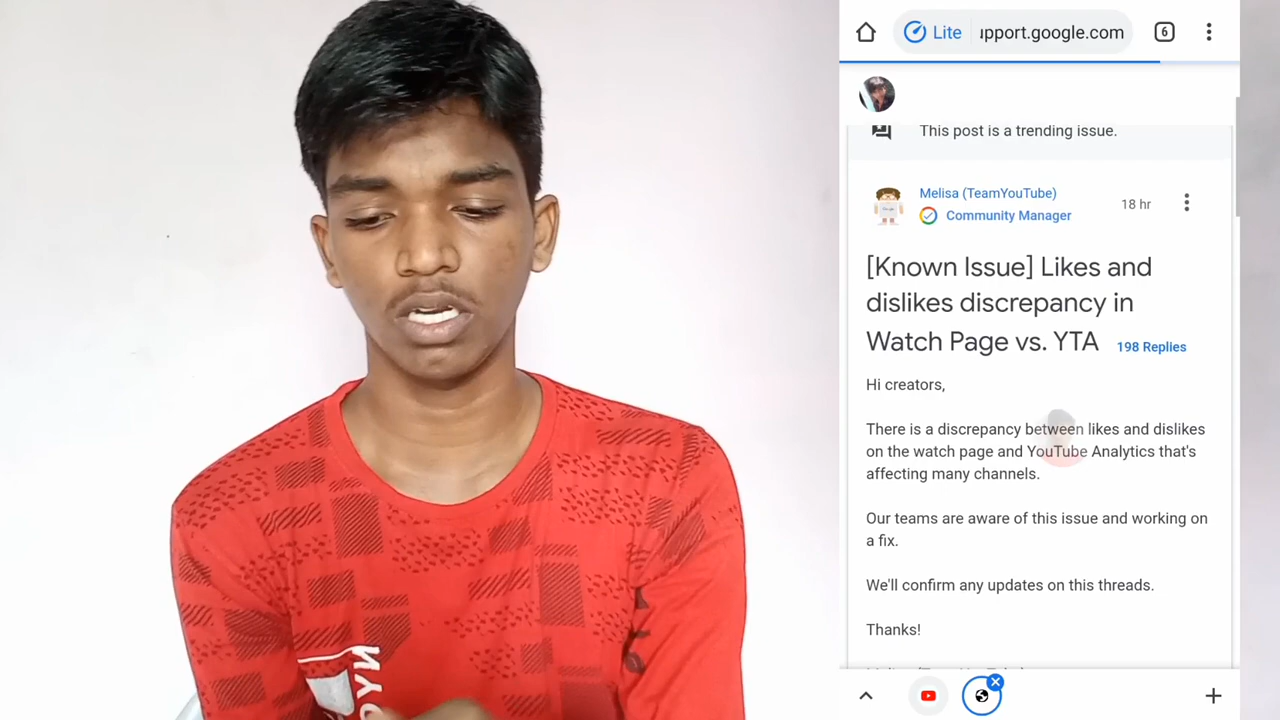 Lite
upport.google.com
6
This post is a trending issue.
Melisa (TeamYouTube)
Community Manager
18 hr
[Known Issue] Likes and
dislikes discrepancy in
Watch Page vs. YTA
198 Replies
Hi creators,
There is a discrepancy between likes and dislikes
on the watch page and YouTube Analytics that's
affecting many channels.
Our teams are aware of this issue and working on
a fix.
We'll confirm any updates on this threads.
Thanks!